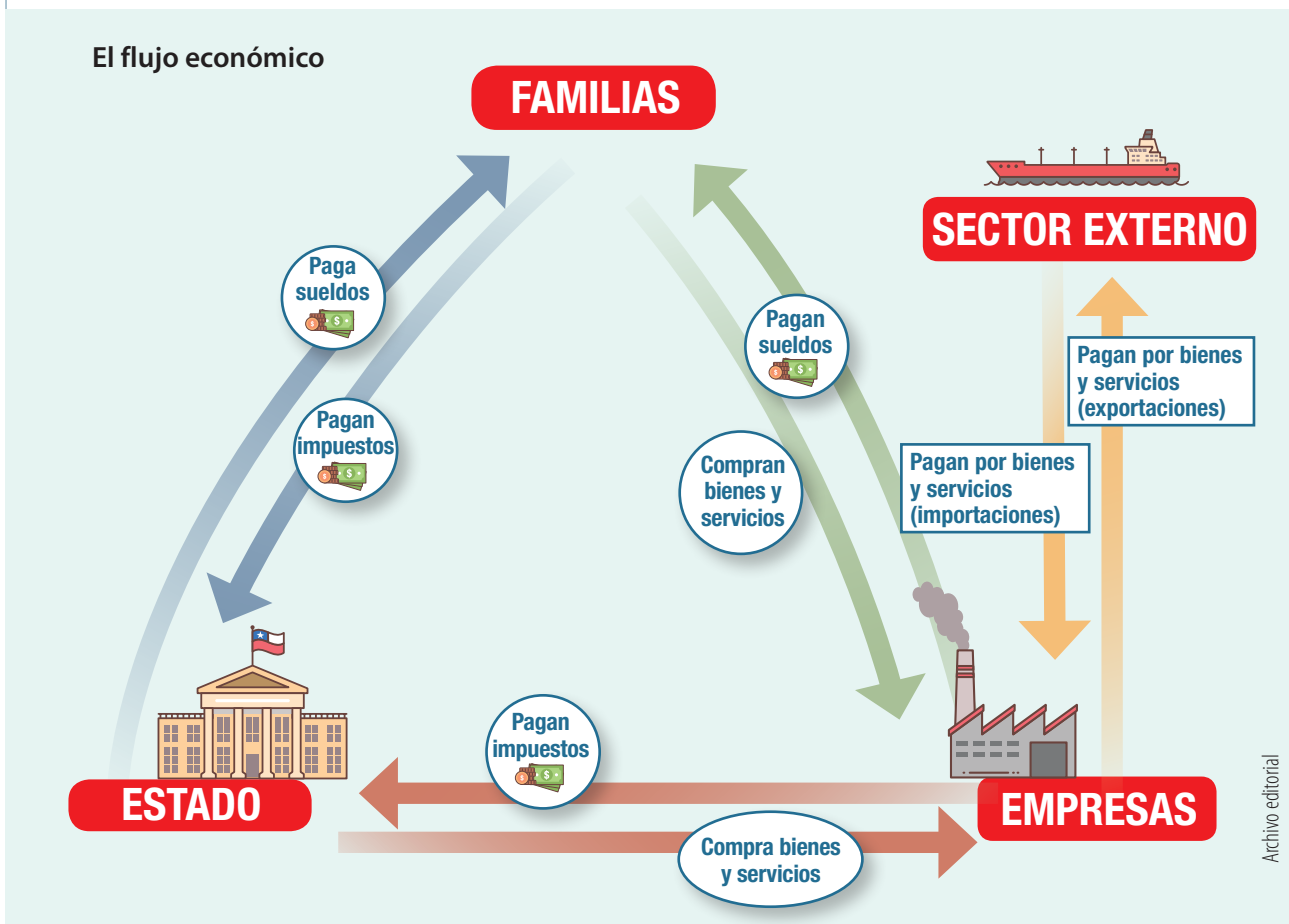 El flujo económico
FAMILIAS
SECTOR EXTERNO
Paga
sueldos
Pagan
sueldos
Pagan por bienes
y servicios
(exportaciones)
Pagan
impuestos
Compran
bienes y
servicios
Pagan por bienes
y servicios
(importaciones)
Pagan
impuestos
ESTADO
EMPRESAS
Compra bienes
y servicios
Archivo editorial